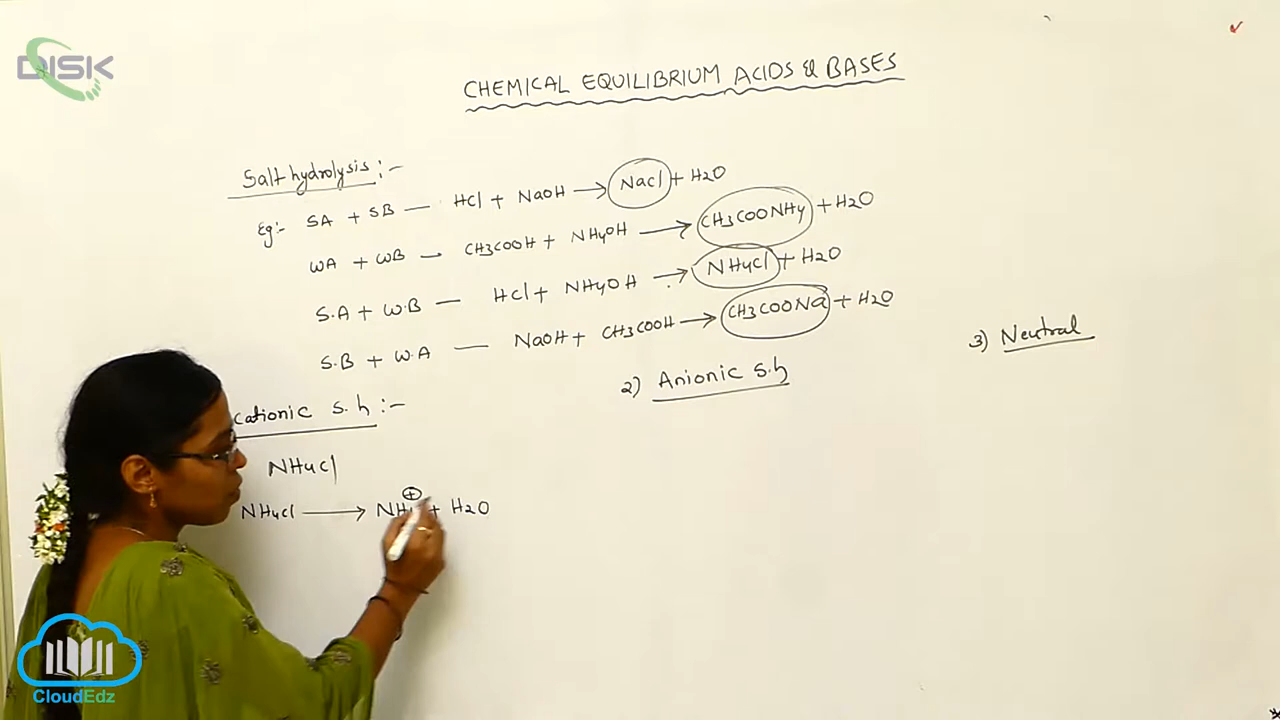 DISK
CHEMICAL EQUILIBRIUM ACIDS & BASES
Salt hydrolysis :-
Eg:- SA + SB — HCl + NaOH → Nacl + H2O
WA + WB — CH3COOH + NH4OH → CH3COONH4 + H2O
S.A + W.B — HCl + NH4OH → NH4Cl + H2O
S.B + W.A — NaOH + CH3COOH → CH3COONa + H2O
cationic s.h :-
NH4Cl
NH4Cl → NH4⊕ + H2O
2) Anionic s.h
3) Neutral
CloudEdz